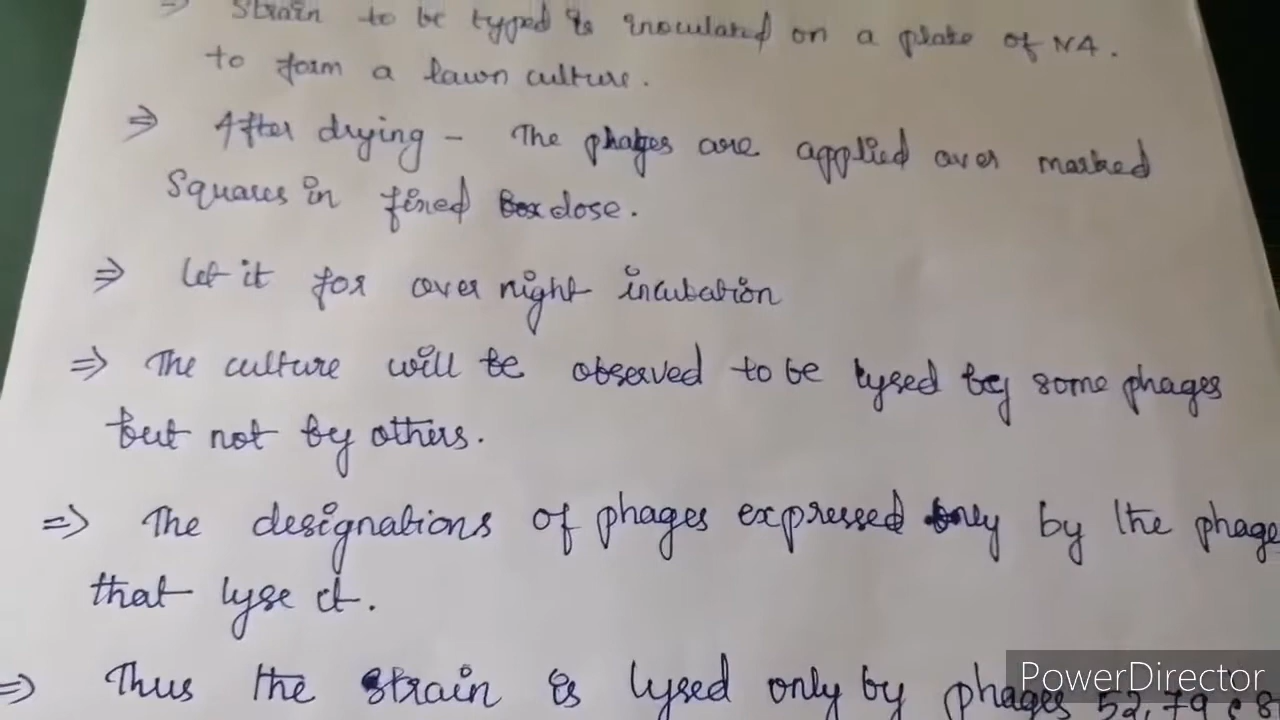 ⇒ Strain to be typed is inoculated on a plate of NA.
to form a lawn culture.
⇒ After drying - The phages are applied over marked
Squares in fixed dose.
⇒ let it for over night incubation
⇒ The culture will be observed to be lysed by some phages
but not by others.
⇒ The designations of phages expressed only by the phage
that lyse it.
⇒ Thus the strain is lysed only by phages 52, 79
PowerDirector